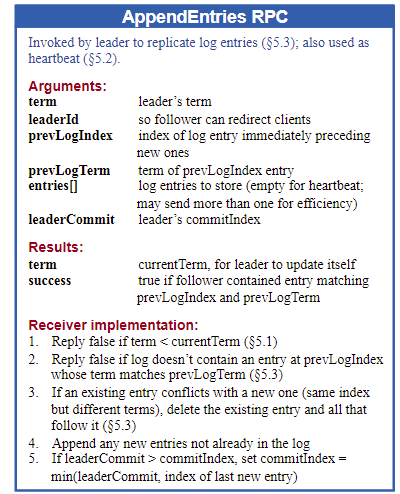 AppendEntries RPC
Invoked by leader to replicate log entries (§5.3); also used as
heartbeat (§5.2).
Arguments:
term leader's term
leaderId so follower can redirect clients
prevLogIndex index of log entry immediately preceding
new ones
prevLogTerm term of prevLogIndex entry
entries[] log entries to store (empty for heartbeat;
may send more than one for efficiency)
leaderCommit leader's commitIndex
Results:
term currentTerm, for leader to update itself
success true if follower contained entry matching
prevLogIndex and prevLogTerm
Receiver implementation:
1. Reply false if term < currentTerm (§5.1)
2. Reply false if log doesn't contain an entry at prevLogIndex
whose term matches prevLogTerm (§5.3)
3. If an existing entry conflicts with a new one (same index
but different terms), delete the existing entry and all that
follow it (§5.3)
4. Append any new entries not already in the log
5. If leaderCommit > commitIndex, set commitIndex =
min(leaderCommit, index of last new entry)